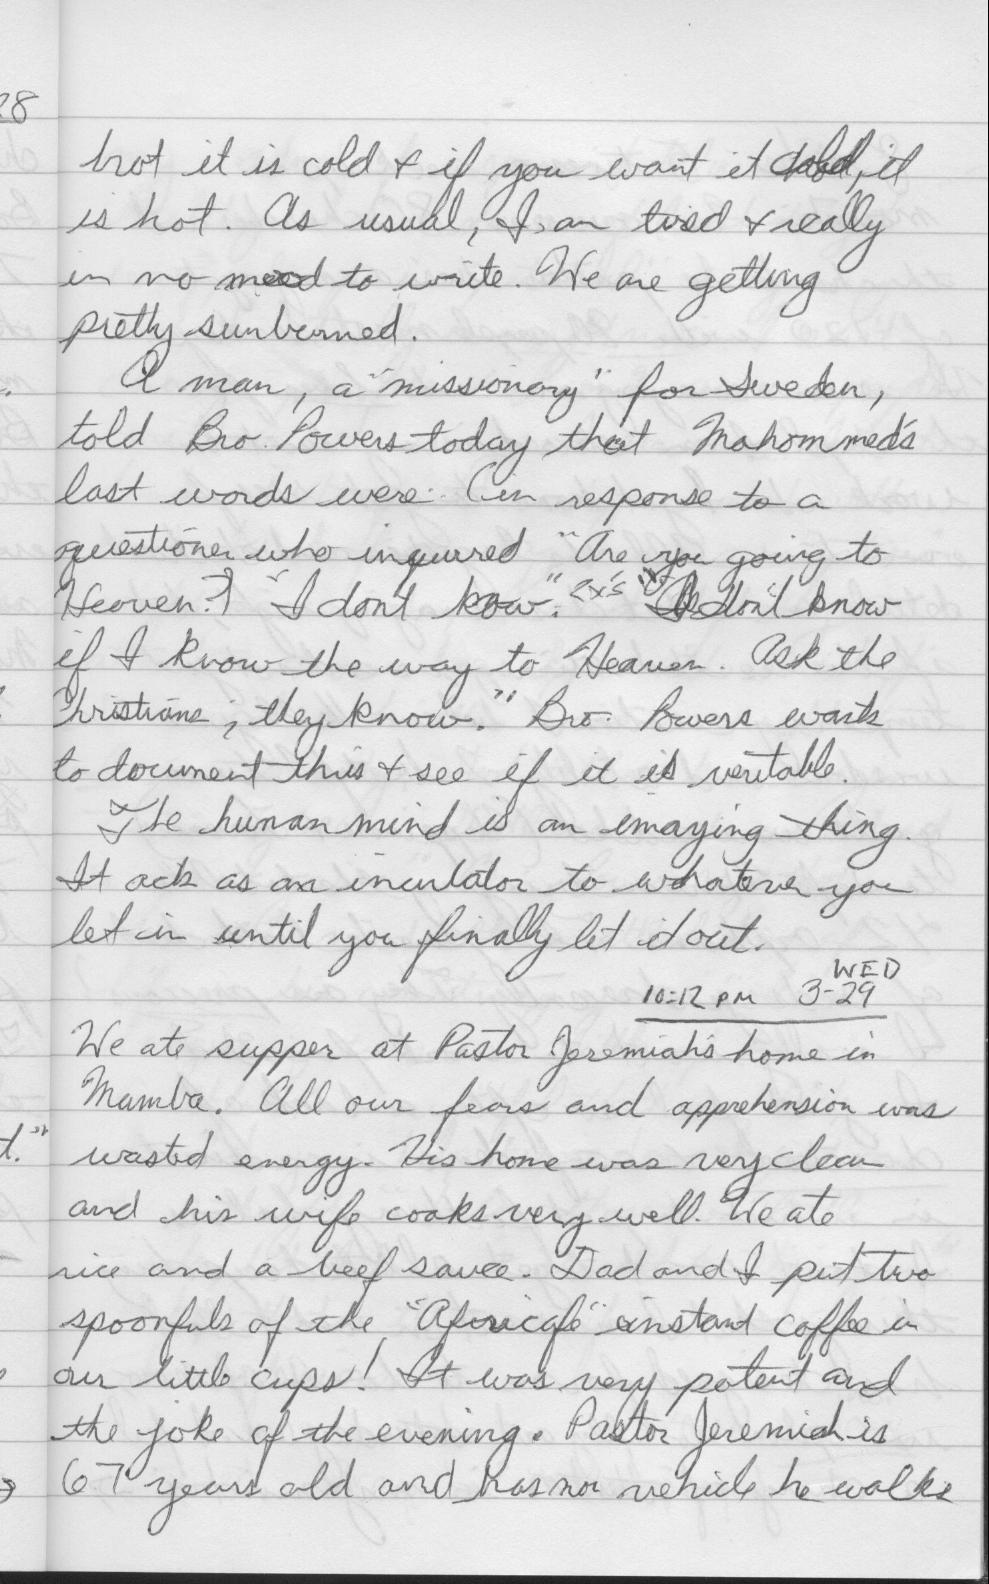 28
hot it is cold & if you want it cold, it
is hot. As usual, I am tired & really
in no mood to write. We are getting
pretty sunburned.
A man, a "missionary" for Sweden,
told Bro. Powers today that Mahommed's
last words were: (in response to a
questioner who inquired "Are you going to
Heaven?) "I don't know". 2x's "I don't know
if I know the way to Heaven. Ask the
Christians; they know." Bro. Powers wants
to document this & see if it is veritable.
The human mind is an imaging thing.
It acts as an incubator to whatever you
let in until you finally let it out.
WED
10:12 PM 3-29
We ate supper at Pastor Jeremiah's home in
Mamba. All our fears and apprehension was
t."
wasted energy. His home was very clean
and his wife cooks very well. We ate
rice and a beef sauce. Dad and I put two
spoonfuls of the "Africafe" instant coffee in
our little cups! It was very potent and
the joke of the evening. Pastor Jeremiah is
67 years old and has no vehicle he walks